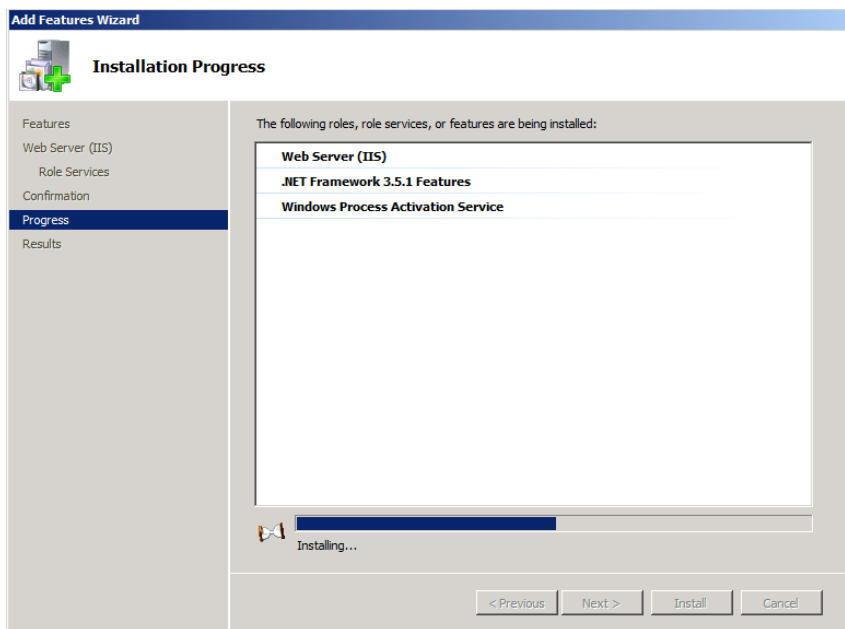 Add Features Wizard
Installation Progress
Features
Web Server (IIS)
Role Services
Confirmation
Progress
Results
The following roles, role services, or features are being installed:
Web Server (IIS)
.NET Framework 3.5.1 Features
Windows Process Activation Service
Installing...
< Previous
Next >
Install
Cancel